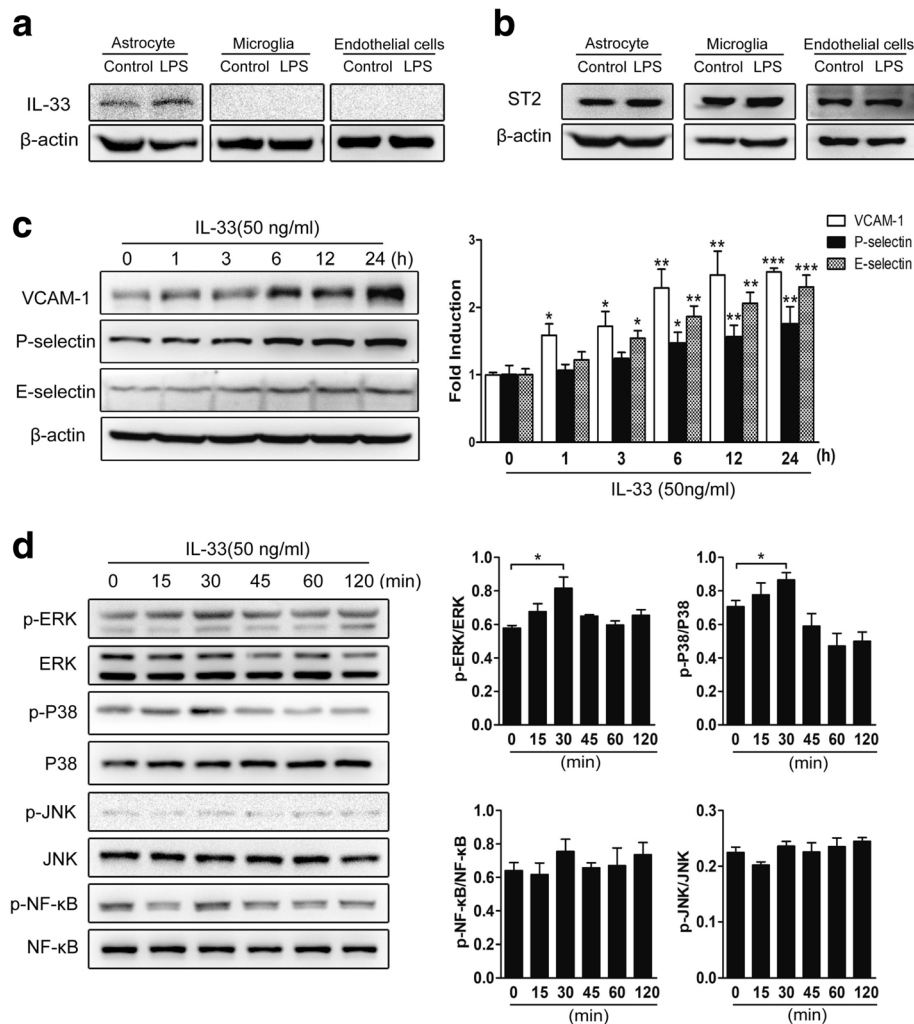 a
Astrocyte Microglia Endothelial cells
Control LPS Control LPS Control LPS
IL-33
β-actin
b
Astrocyte Microglia Endothelial cells
Control LPS Control LPS Control LPS
ST2
β-actin
c
IL-33(50 ng/ml)
0 1 3 6 12 24 (h)
VCAM-1
P-selectin
E-selectin
β-actin
VCAM-1
P-selectin
E-selectin
Fold Induction
3
2
1
0
* * ** ** ***
* ** **
* ** ** ***
0 1 3 6 12 24 (h)
IL-33 (50ng/ml)
d
IL-33(50 ng/ml)
0 15 30 45 60 120 (min)
p-ERK
ERK
p-P38
P38
p-JNK
JNK
p-NF-κB
NF-κB
p-ERK/ERK
1.0
0.8
0.6
0.4
0.2
0.0
*
0 15 30 45 60 120
(min)
p-P38/P38
1.0
0.8
0.6
0.4
0.2
0.0
*
0 15 30 45 60 120
(min)
p-NF-κB/NF-κB
1.0
0.8
0.6
0.4
0.2
0.0
0 15 30 45 60 120
(min)
p-JNK/JNK
0.3
0.2
0.1
0.0
0 15 30 45 60 120
(min)